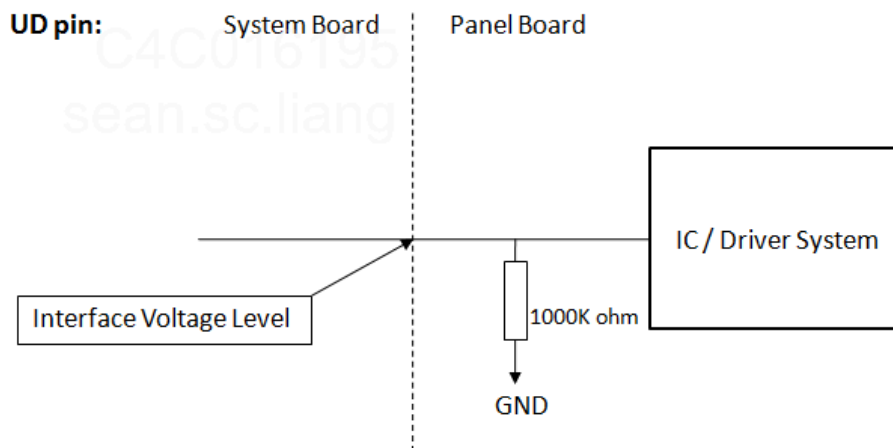 UD pin:
System Board
Panel Board
C4C016195
sean.sc.liang
IC / Driver System
Interface Voltage Level
1000K ohm
GND